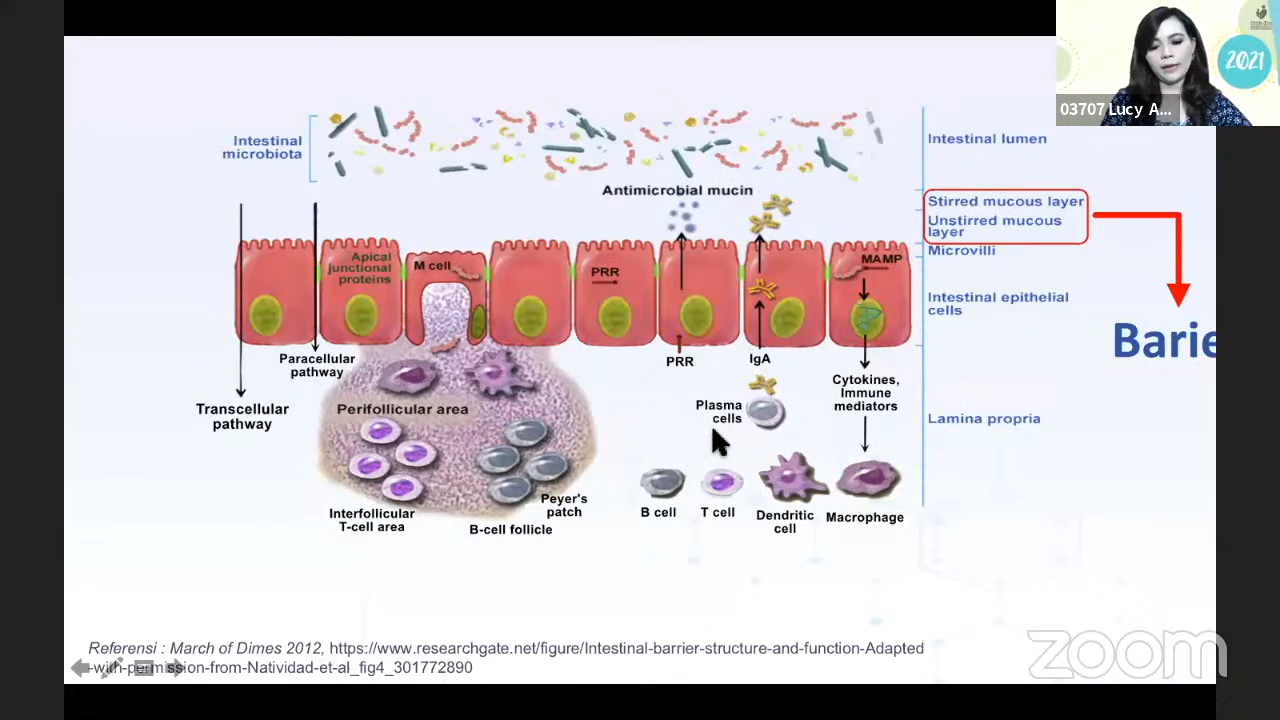 2021
03707 Lucy A...
Intestinal
microbiota
Intestinal lumen
Antimicrobial mucin
Stirred mucous layer
Unstirred mucous
layer
Microvilli
Apical
junctional
proteins
M cell
PRR
MAMP
Intestinal epithelial
cells
Barie
Paracellular
pathway
PRR
IgA
Cytokines,
Immune
mediators
Transcellular
pathway
Perifollicular area
Plasma
cells
Lamina propria
Interfollicular
T-cell area
Peyer's
patch
B-cell follicle
B cell
T cell
Dendritic
cell
Macrophage
Referensi : March of Dimes 2012, https://www.researchgate.net/figure/Intestinal-barrier-structure-and-function-Adapted
-with-permission-from-Natividad-et-al_fig4_301772890
zoom